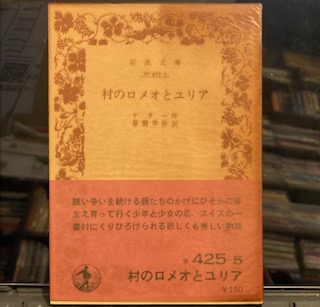 岩波文庫
32-425-5
村のロメオとユリア
ケラー作
草間平作訳
醜い争いを続ける親たちのかげにひそかに芽
生え育って行く少年と少女の恋．スイスの一
農村にくりひろげられる悲しくも美しい物語．
赤 425-5
村のロメオとユリア
￥150